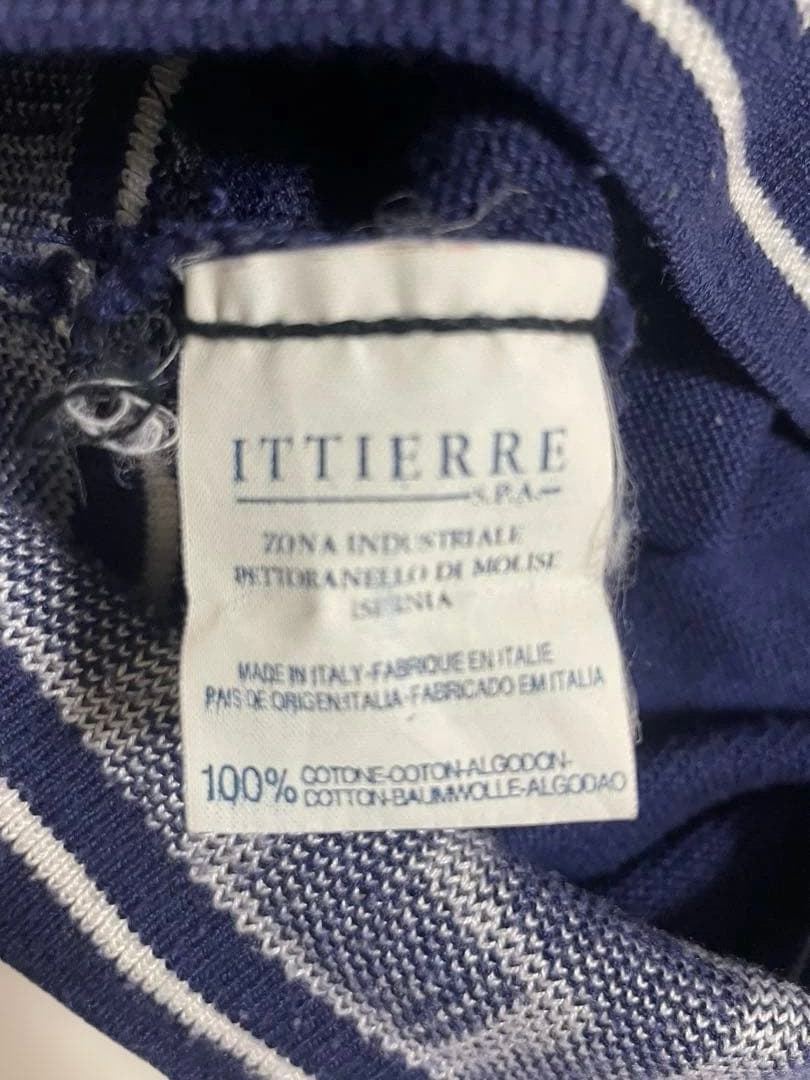 ITTIERRE
S.P.A.
ZONA INDUSTRIALE
PETTORANELLO DI MOLISE
ISERNIA
MADE IN ITALY-FABRIQUE EN ITALIE
PAIS DE ORIGEN:ITALIA-FABRICADO EM ITALIA
100% COTONE-COTON-ALGODON-
COTTON-BAUMWOLLE-ALGODAO